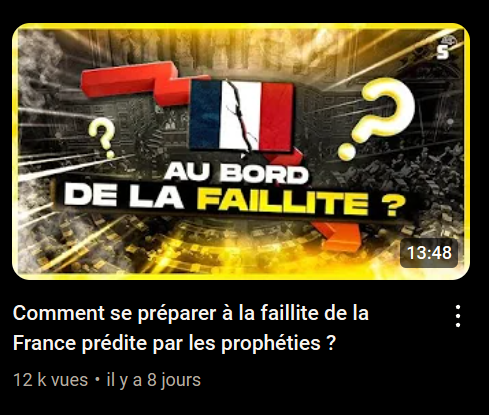 S
?
?
AU BORD
DE LA FAILLITE ?
13:48
Comment se préparer à la faillite de la
France prédite par les prophéties ?
12 k vues • il y a 8 jours